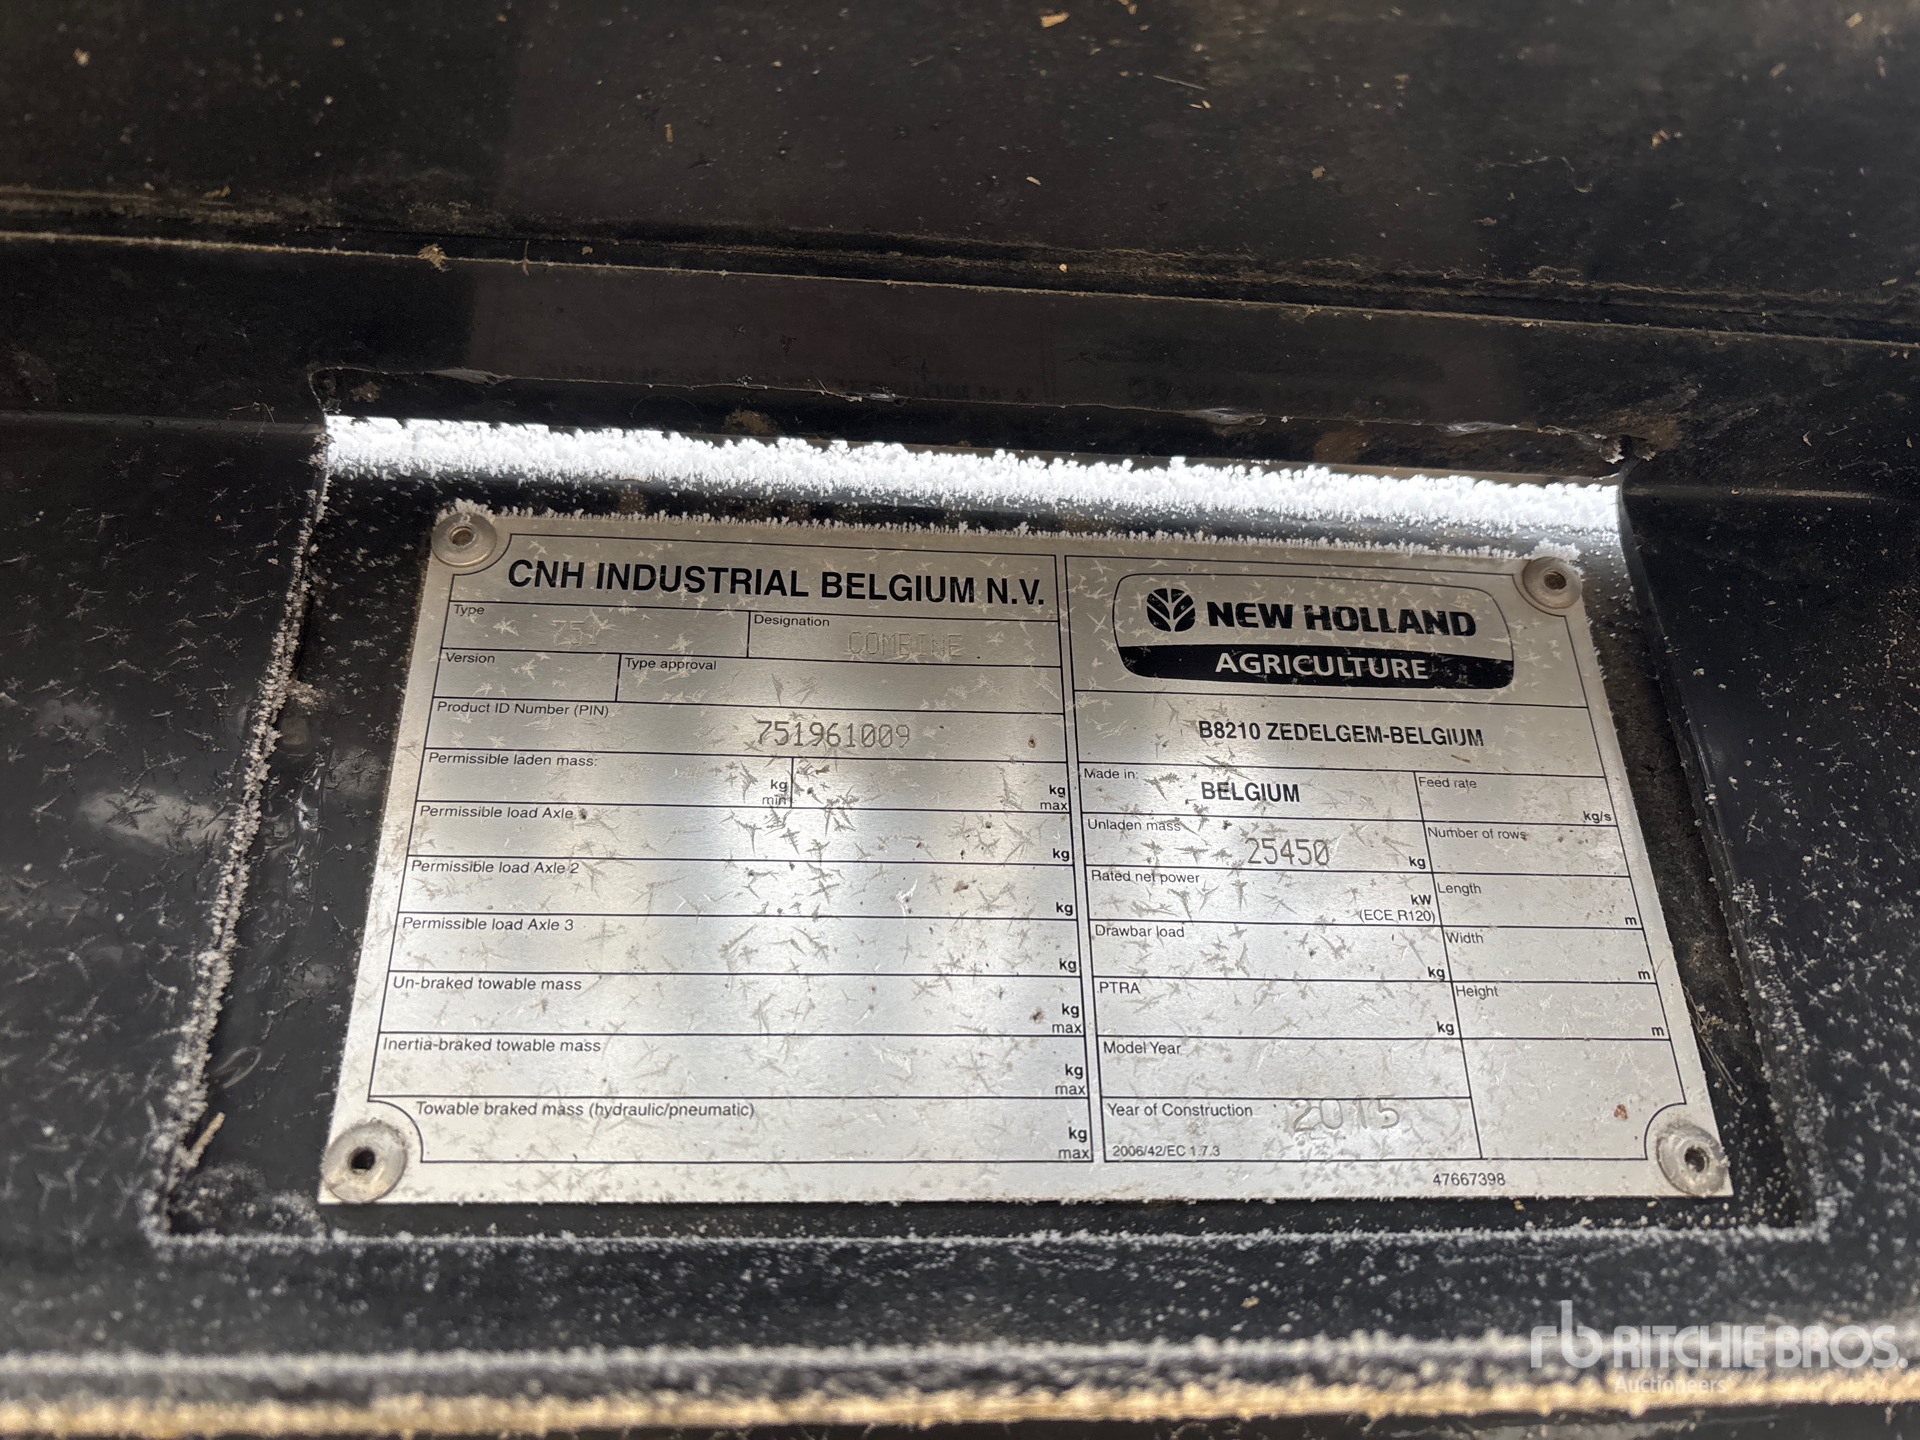 CNH INDUSTRIAL BELGIUM N.V.
Type 751
Designation COMBINE
Version
Type approval
Product ID Number (PIN) 751961009
Permissible laden mass: kg min kg max
Permissible load Axle kg
Permissible load Axle 2 kg
Permissible load Axle 3 kg
Un-braked towable mass kg max
Inertia-braked towable mass kg max
Towable braked mass (hydraulic/pneumatic) kg max
NEW HOLLAND
AGRICULTURE
B8210 ZEDELGEM-BELGIUM
Made in: BELGIUM
Feed rate kg/s
Unladen mass 25450 kg
Number of rows
Rated net power kW (ECE R120)
Length m
Drawbar load kg
Width m
PTRA kg
Height m
Model Year
Year of Construction 2015
2006/42/EC 1.7.3
47667398
rb RITCHIE BROS.
Auctioneers